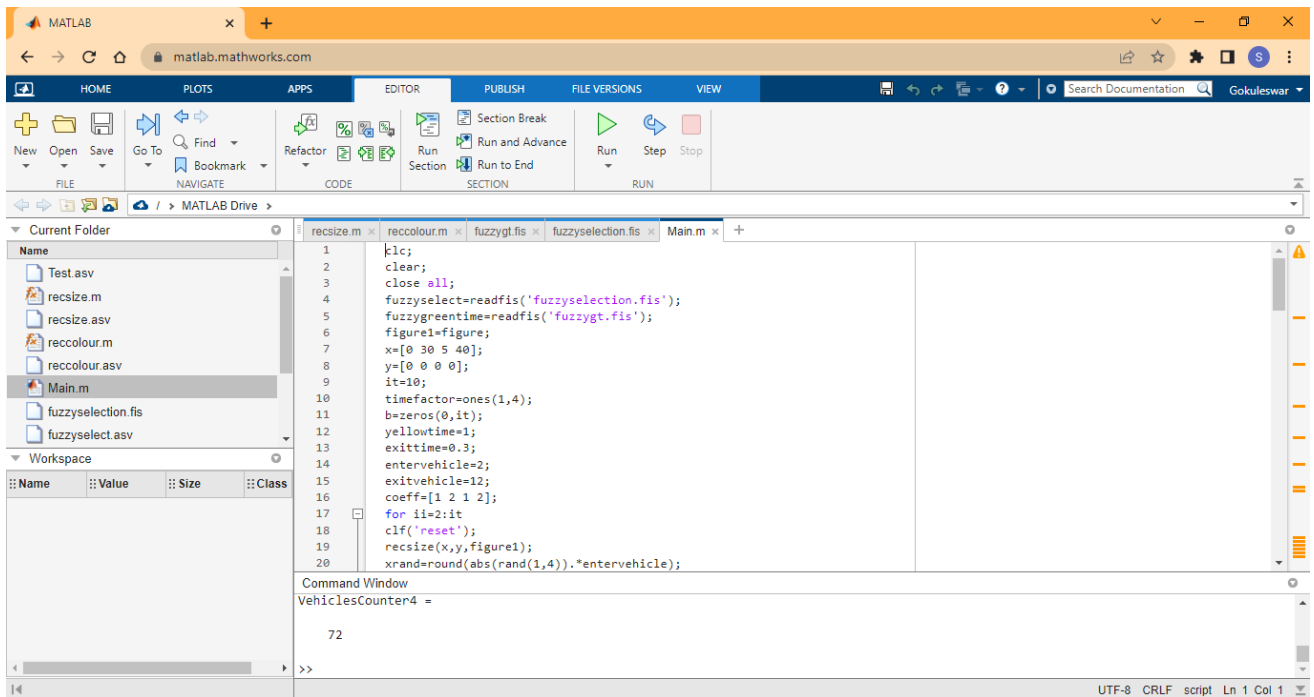 MATLAB
matlab.mathworks.com
S
HOME PLOTS APPS EDITOR PUBLISH FILE VERSIONS VIEW
Search Documentation
Gokuleswar
New Open Save
FILE
Go To
Find
Bookmark
NAVIGATE
Refactor
CODE
Run Section
Section Break
Run and Advance
Run to End
SECTION
Run Step Stop
RUN
/ > MATLAB Drive >
Current Folder
Name
Test.asv
recsize.m
recsize.asv
reccolour.m
reccolour.asv
Main.m
fuzzyselection.fis
fuzzyselect.asv
Workspace
Name Value Size Class
recsize.m reccolour.m fuzzygt.fis fuzzyselection.fis Main.m
1 clc;
2 clear;
3 close all;
4 fuzzyselect=readfis('fuzzyselection.fis');
5 fuzzygreentime=readfis('fuzzygt.fis');
6 figure1=figure;
7 x=[0 30 5 40];
8 y=[0 0 0 0];
9 it=10;
10 timefactor=ones(1,4);
11 b=zeros(0,it);
12 yellowtime=1;
13 exittime=0.3;
14 entervehicle=2;
15 exitvehicle=12;
16 coeff=[1 2 1 2];
17 for ii=2:it
18 clf('reset');
19 recsize(x,y,figure1);
20 xrand=round(abs(rand(1,4)).*entervehicle);
Command Window
VehiclesCounter4 =
72
>>
UTF-8 CRLF script Ln 1 Col 1